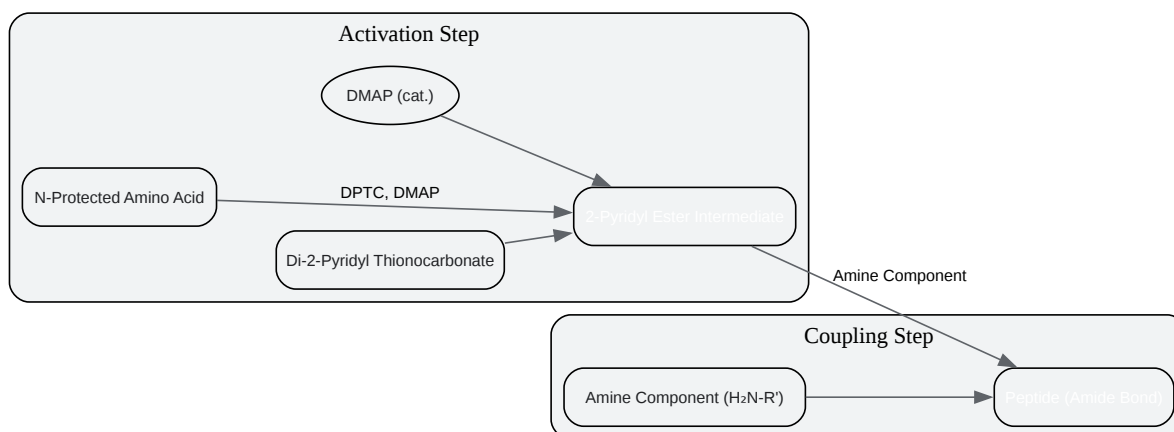 Activation Step
DMAP (cat.)
N-Protected Amino Acid
DPTC, DMAP
2-Pyridyl Ester Intermediate
Di-2-Pyridyl Thionocarbonate
Amine Component
Coupling Step
Amine Component (H₂N-R')
Peptide (Amide Bond)